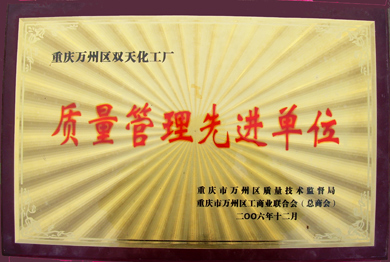 重庆万州区双天化工厂
质量管理先进单位
重庆市万州区质量技术监督局
重庆市万州区工商业联合会（总商会）
二〇〇六年十二月